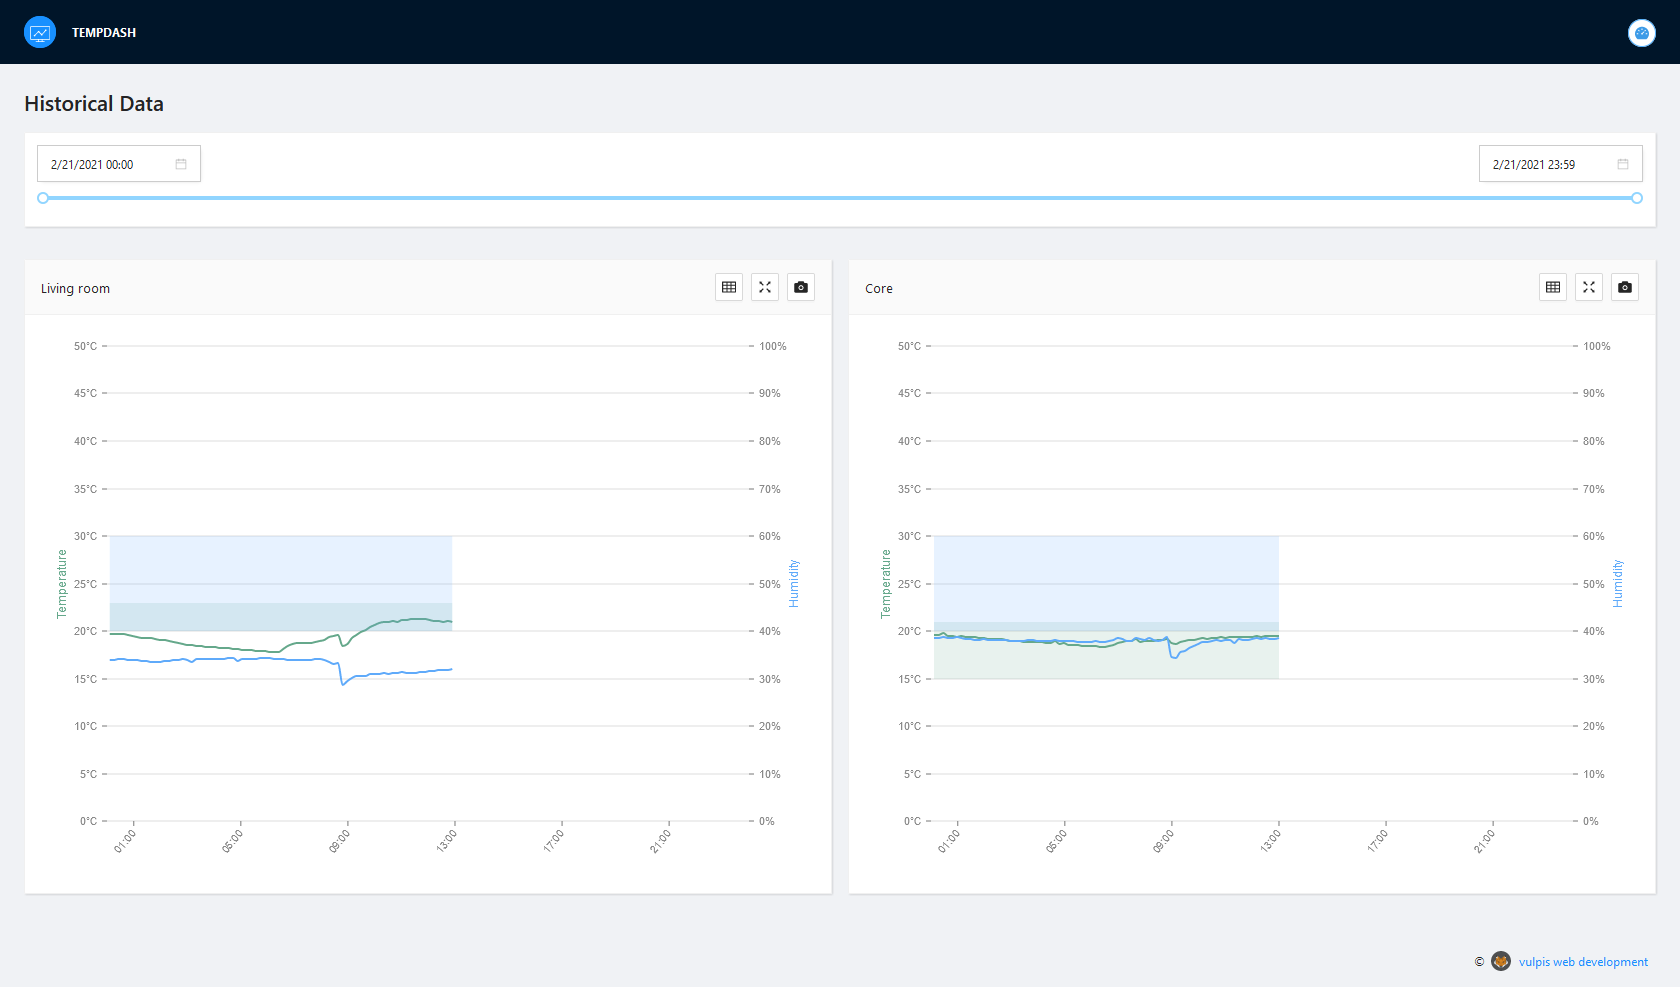 TEMPDASH
Historical Data
2/21/2021 00:00
2/21/2021 23:59
Living room
50°C
45°C
40°C
35°C
30°C
25°C
20°C
15°C
10°C
5°C
0°C
Temperature
100%
90%
80%
70%
60%
50%
40%
30%
20%
10%
0%
Humidity
01:00
05:00
09:00
13:00
17:00
21:00
Core
50°C
45°C
40°C
35°C
30°C
25°C
20°C
15°C
10°C
5°C
0°C
Temperature
100%
90%
80%
70%
60%
50%
40%
30%
20%
10%
0%
Humidity
01:00
05:00
09:00
13:00
17:00
21:00
© vulpis web development